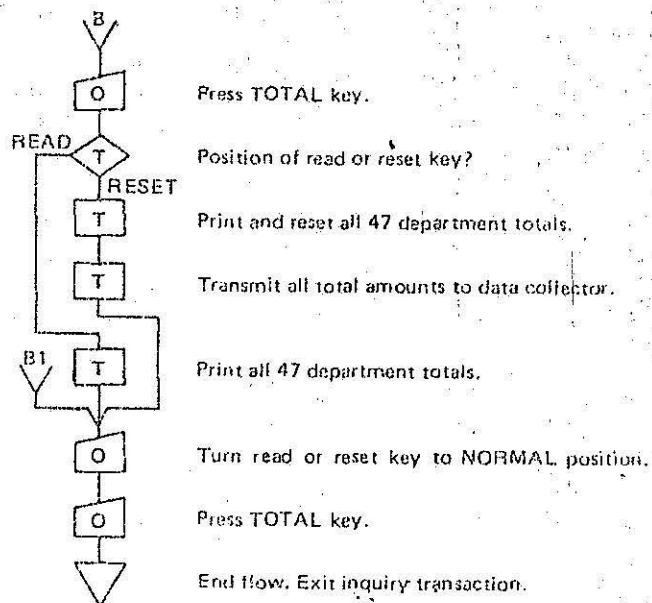 B
O Press TOTAL key.
READ T Position of read or reset key?
RESET
T Print and reset all 47 department totals.
T Transmit all total amounts to data collector.
B1 T Print all 47 department totals.
O Turn read or reset key to NORMAL position.
O Press TOTAL key.
End flow. Exit inquiry transaction.